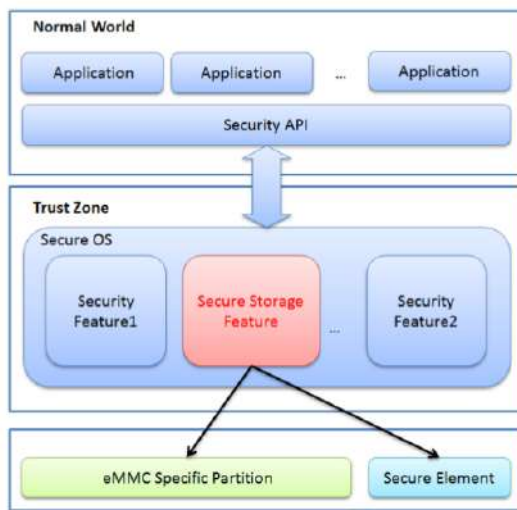 Normal World
Application
Application
...
Application
Security API
Trust Zone
Secure OS
Security
Feature1
Secure Storage
Feature
...
Security
Feature2
eMMC Specific Partition
Secure Element